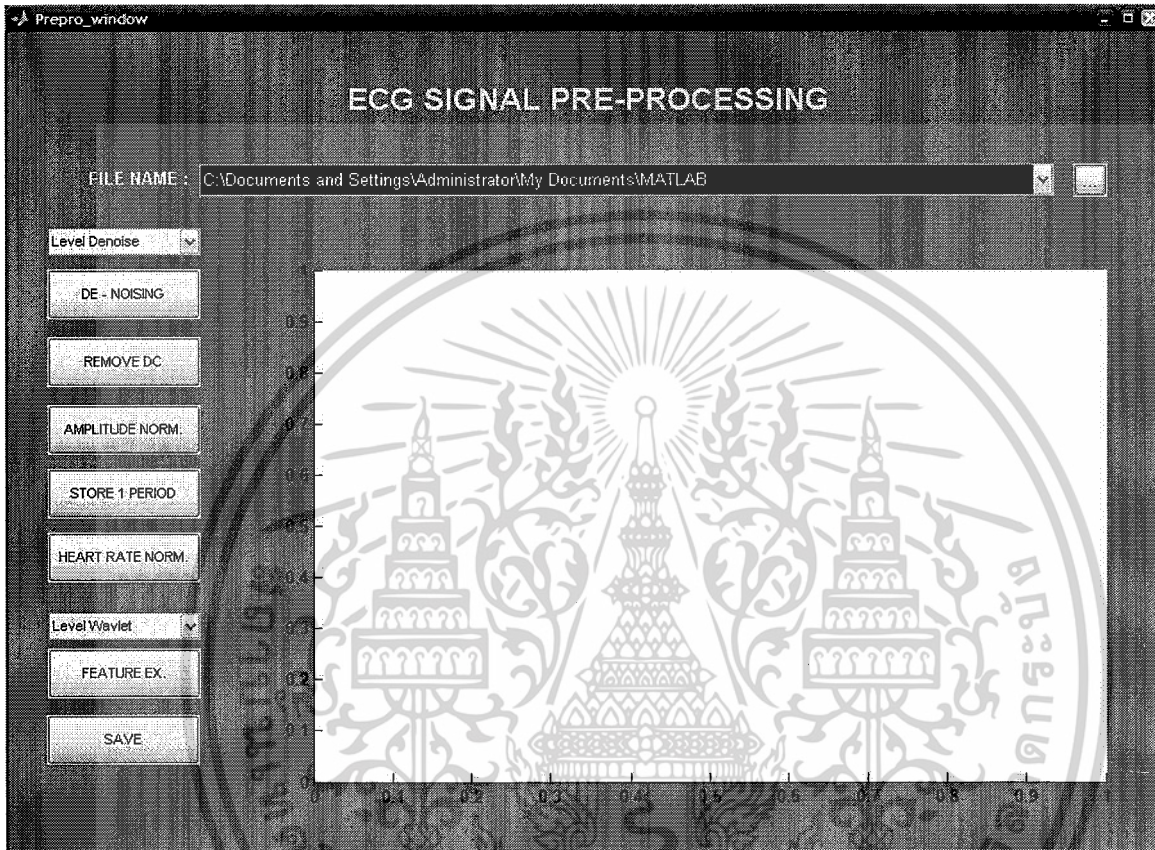 Prepro_window
ECG SIGNAL PRE-PROCESSING
FILE NAME : C:\Documents and Settings\Administrator\My Documents\MATLAB
...
Level Denoise
DE - NOISING
REMOVE DC
AMPLITUDE NORM.
STORE 1 PERIOD
HEART RATE NORM.
Level Wavlet
FEATURE EX.
SAVE
1
0.9
0.8
0.7
0.6
0.5
0.4
0.3
0.2
0.1
0
0 0.1 0.2 0.3 0.4 0.5 0.6 0.7 0.8 0.9 1